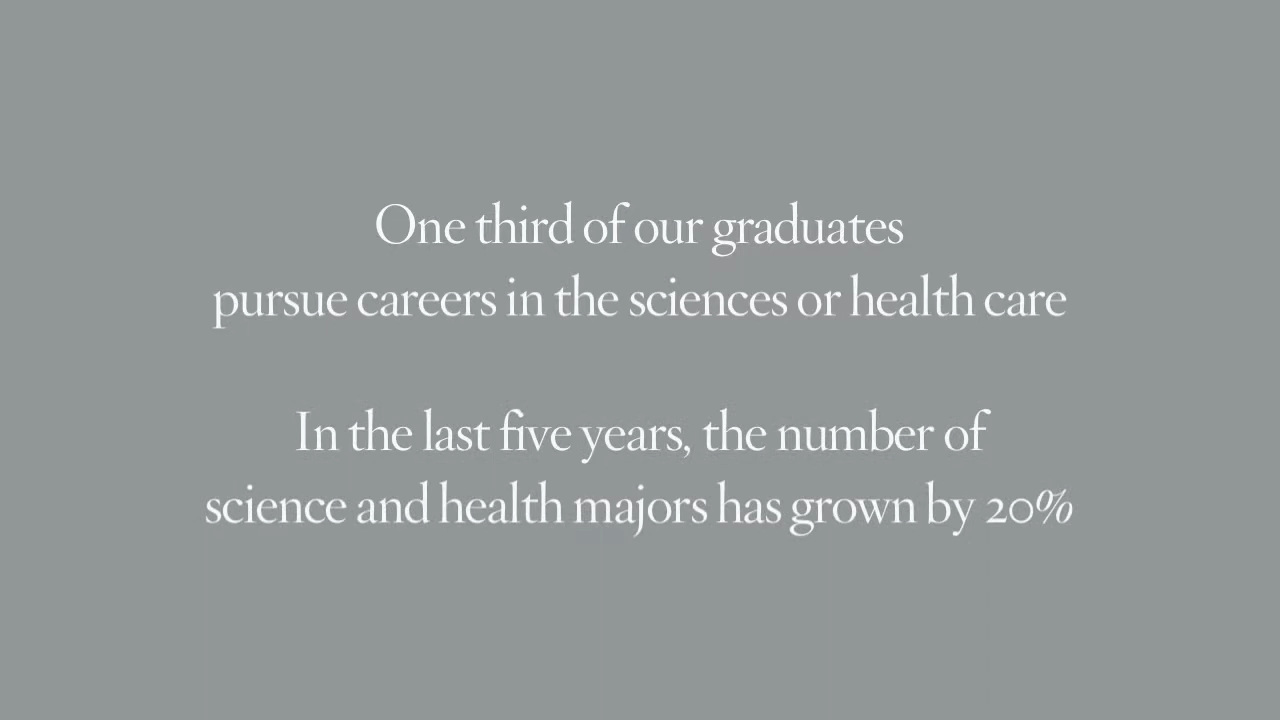 One third of our graduates
pursue careers in the sciences or health care
In the last five years, the number of
science and health majors has grown by 20%